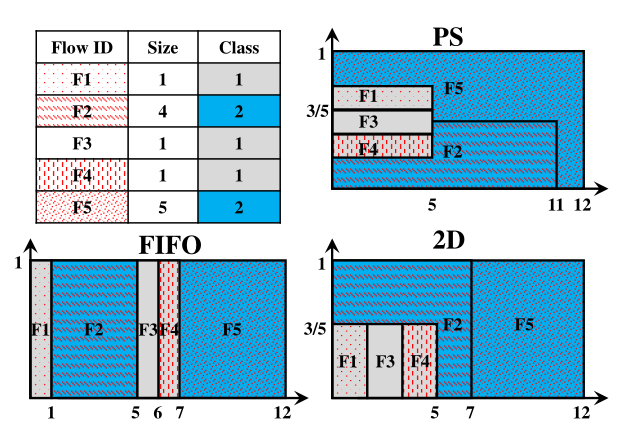 Flow ID Size Class
F1 1 1
F2 4 2
F3 1 1
F4 1 1
F5 5 2
PS
1
3/5
F1
F3
F4
F5
F2
5 11 12
FIFO
1
F1 F2 F3 F4 F5
1 5 6 7 12
2D
1
3/5
F1 F3 F4 F2 F5
5 7 12